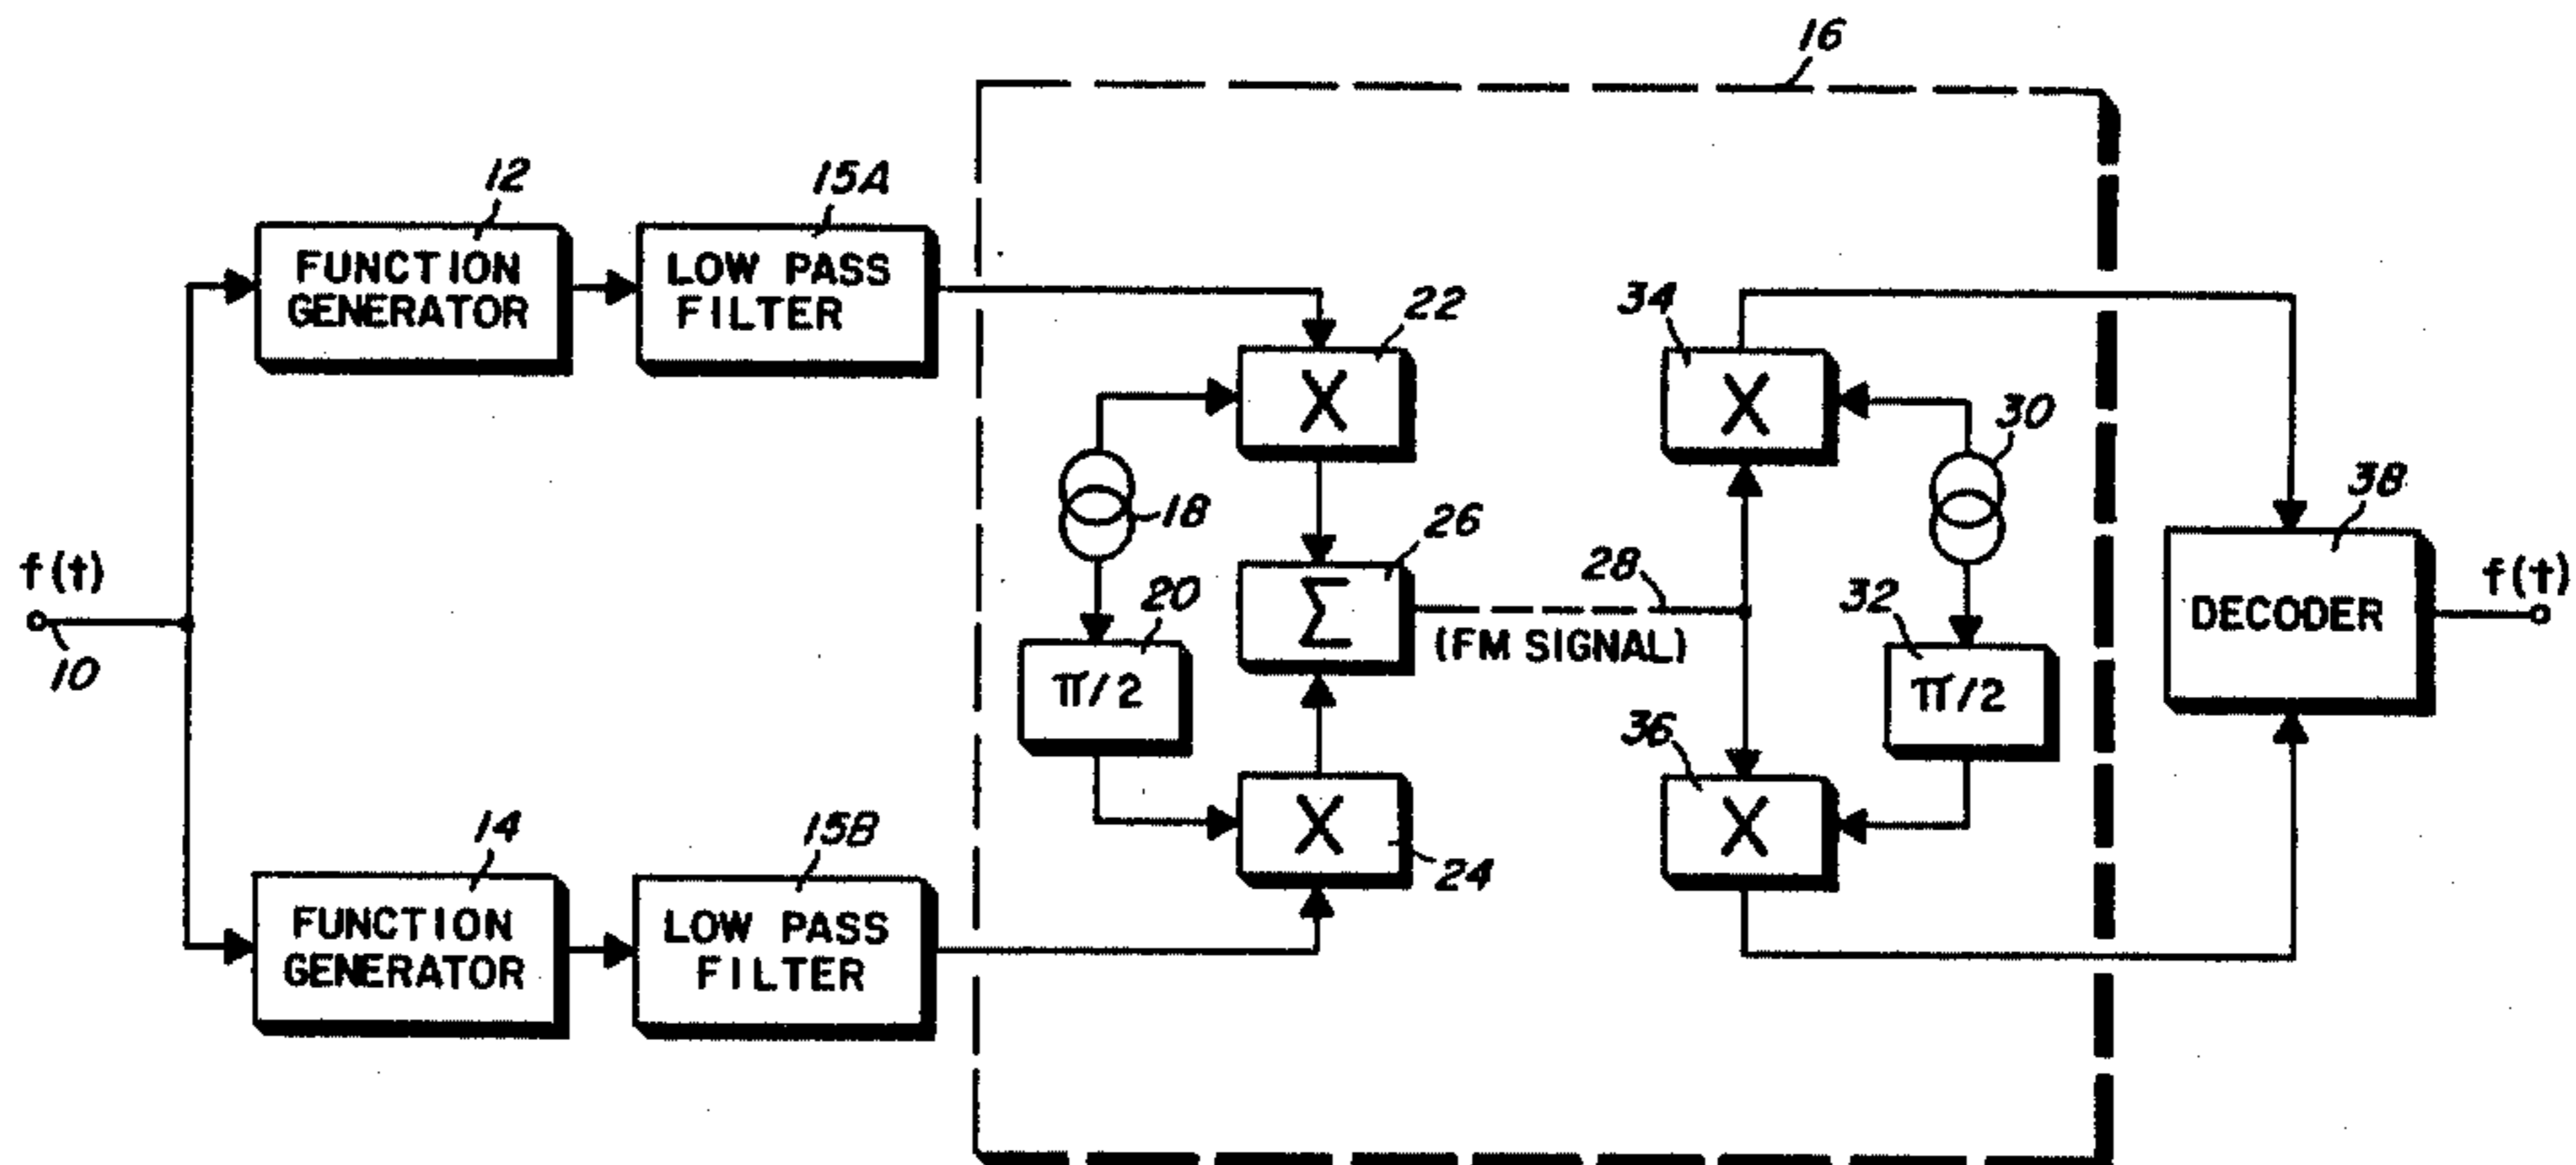 16
12
15A
FUNCTION
GENERATOR
LOW PASS
FILTER
22
34
X
X
30
18
26
38
f(t)
10
20
Σ
28
(FM SIGNAL)
32
DECODER
f(t)
π/2
π/2
36
14
15B
X
24
X
FUNCTION
GENERATOR
LOW PASS
FILTER